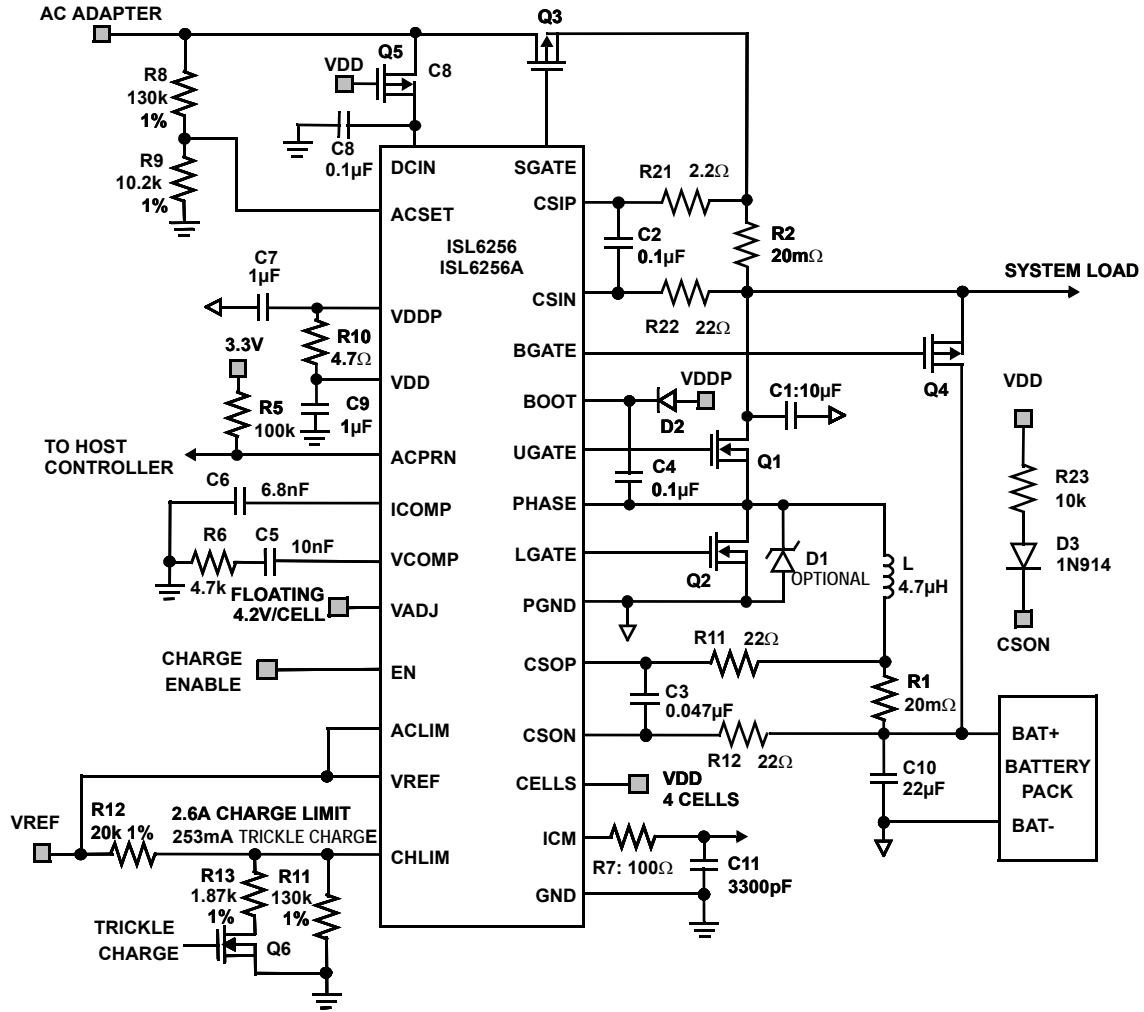 AC ADAPTER
Q3
R8
130k
1%
VDD
Q5
C8
C8
0.1µF
R9
10.2k
1%
DCIN
SGATE
ACSET
CSIP
R21
2.2Ω
ISL6256
ISL6256A
C2
0.1µF
R2
20mΩ
C7
1µF
VDDP
CSIN
R22
22Ω
SYSTEM LOAD
R10
4.7Ω
3.3V
VDD
BGATE
Q4
R5
100k
C9
1µF
BOOT
VDDP
D2
C1:10µF
VDD
TO HOST
CONTROLLER
ACPRN
UGATE
Q1
C4
0.1µF
R23
10k
C6
6.8nF
ICOMP
PHASE
R6
4.7k
C5
10nF
VCOMP
LGATE
Q2
D1
OPTIONAL
L
4.7µH
D3
1N914
FLOATING
4.2V/CELL
VADJ
PGND
CSON
CHARGE
ENABLE
EN
CSOP
R11
22Ω
C3
0.047µF
R1
20mΩ
ACLIM
CSON
R12
22Ω
BAT+
VREF
CELLS
VDD
4 CELLS
C10
22µF
BATTERY
PACK
VREF
R12
20k 1%
2.6A CHARGE LIMIT
253mA TRICKLE CHARGE
CHLIM
ICM
R7: 100Ω
C11
3300pF
BAT-
R13
1.87k
1%
R11
130k
1%
GND
TRICKLE
CHARGE
Q6